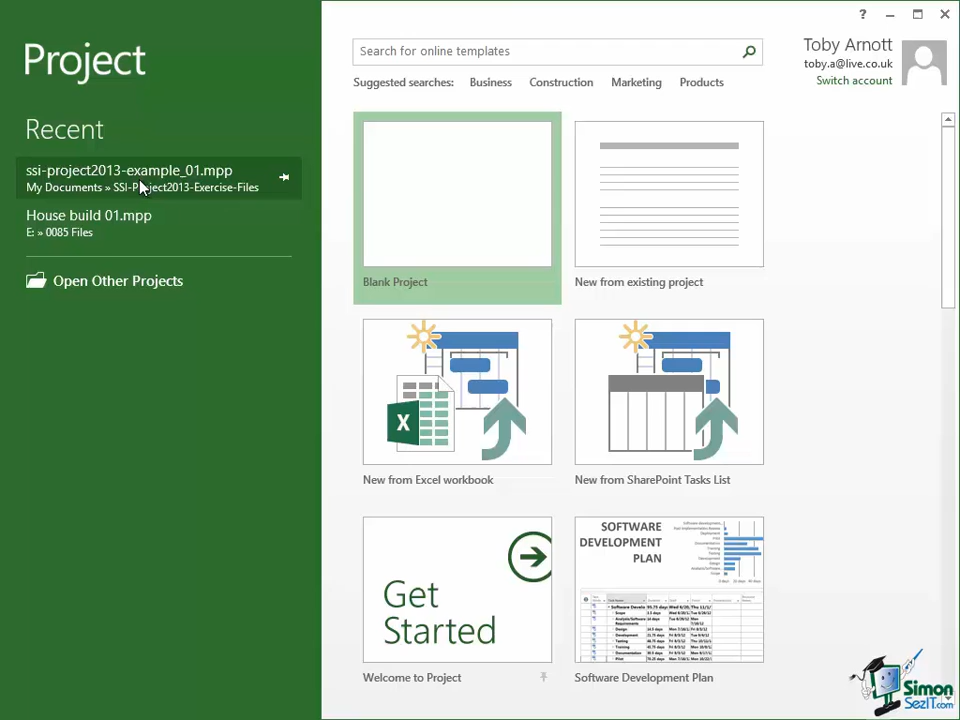 Project
Recent
ssi-project2013-example_01.mpp
My Documents » SSI-Project2013-Exercise-Files
House build 01.mpp
E: » 0085 Files
Open Other Projects
?
Search for online templates
Suggested searches: Business Construction Marketing Products
Toby Arnott
toby.a@live.co.uk
Switch account
Blank Project
New from existing project
X
New from Excel workbook
New from SharePoint Tasks List
Get
Started
Welcome to Project
SOFTWARE
DEVELOPMENT
PLAN
Software Development Plan
Simon
SezIT.com